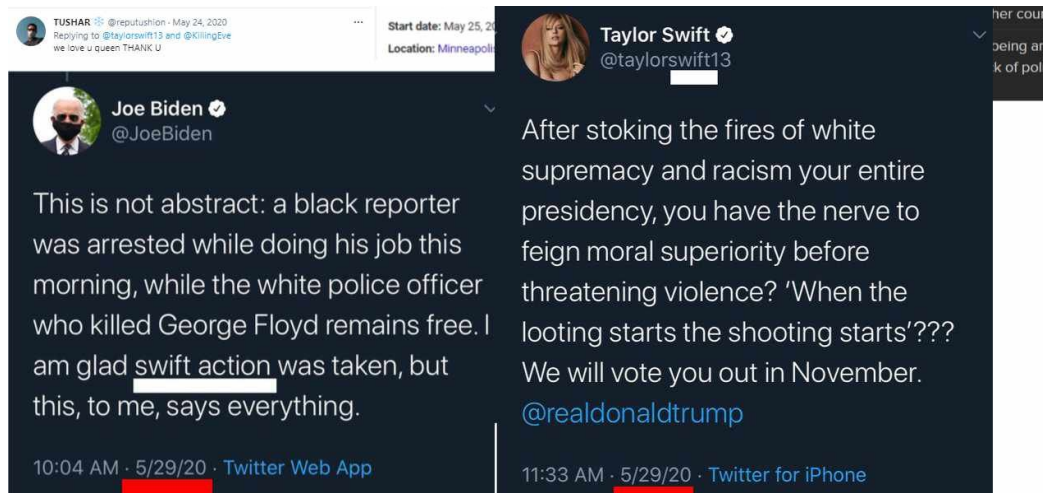 TUSHAR @reputushion · May 24, 2020
Replying to @taylorswift13 and @KillingEve
we love u queen THANK U
Start date: May 25, 20
Location: Minneapolis
Joe Biden
@JoeBiden
This is not abstract: a black reporter
was arrested while doing his job this
morning, while the white police officer
who killed George Floyd remains free. I
am glad swift action was taken, but
this, to me, says everything.
10:04 AM · 5/29/20 · Twitter Web App
Taylor Swift
@taylorswift13
After stoking the fires of white
supremacy and racism your entire
presidency, you have the nerve to
feign moral superiority before
threatening violence? ‘When the
looting starts the shooting starts’???
We will vote you out in November.
@realdonaldtrump
11:33 AM · 5/29/20 · Twitter for iPhone
her cour
being ar
k of pol